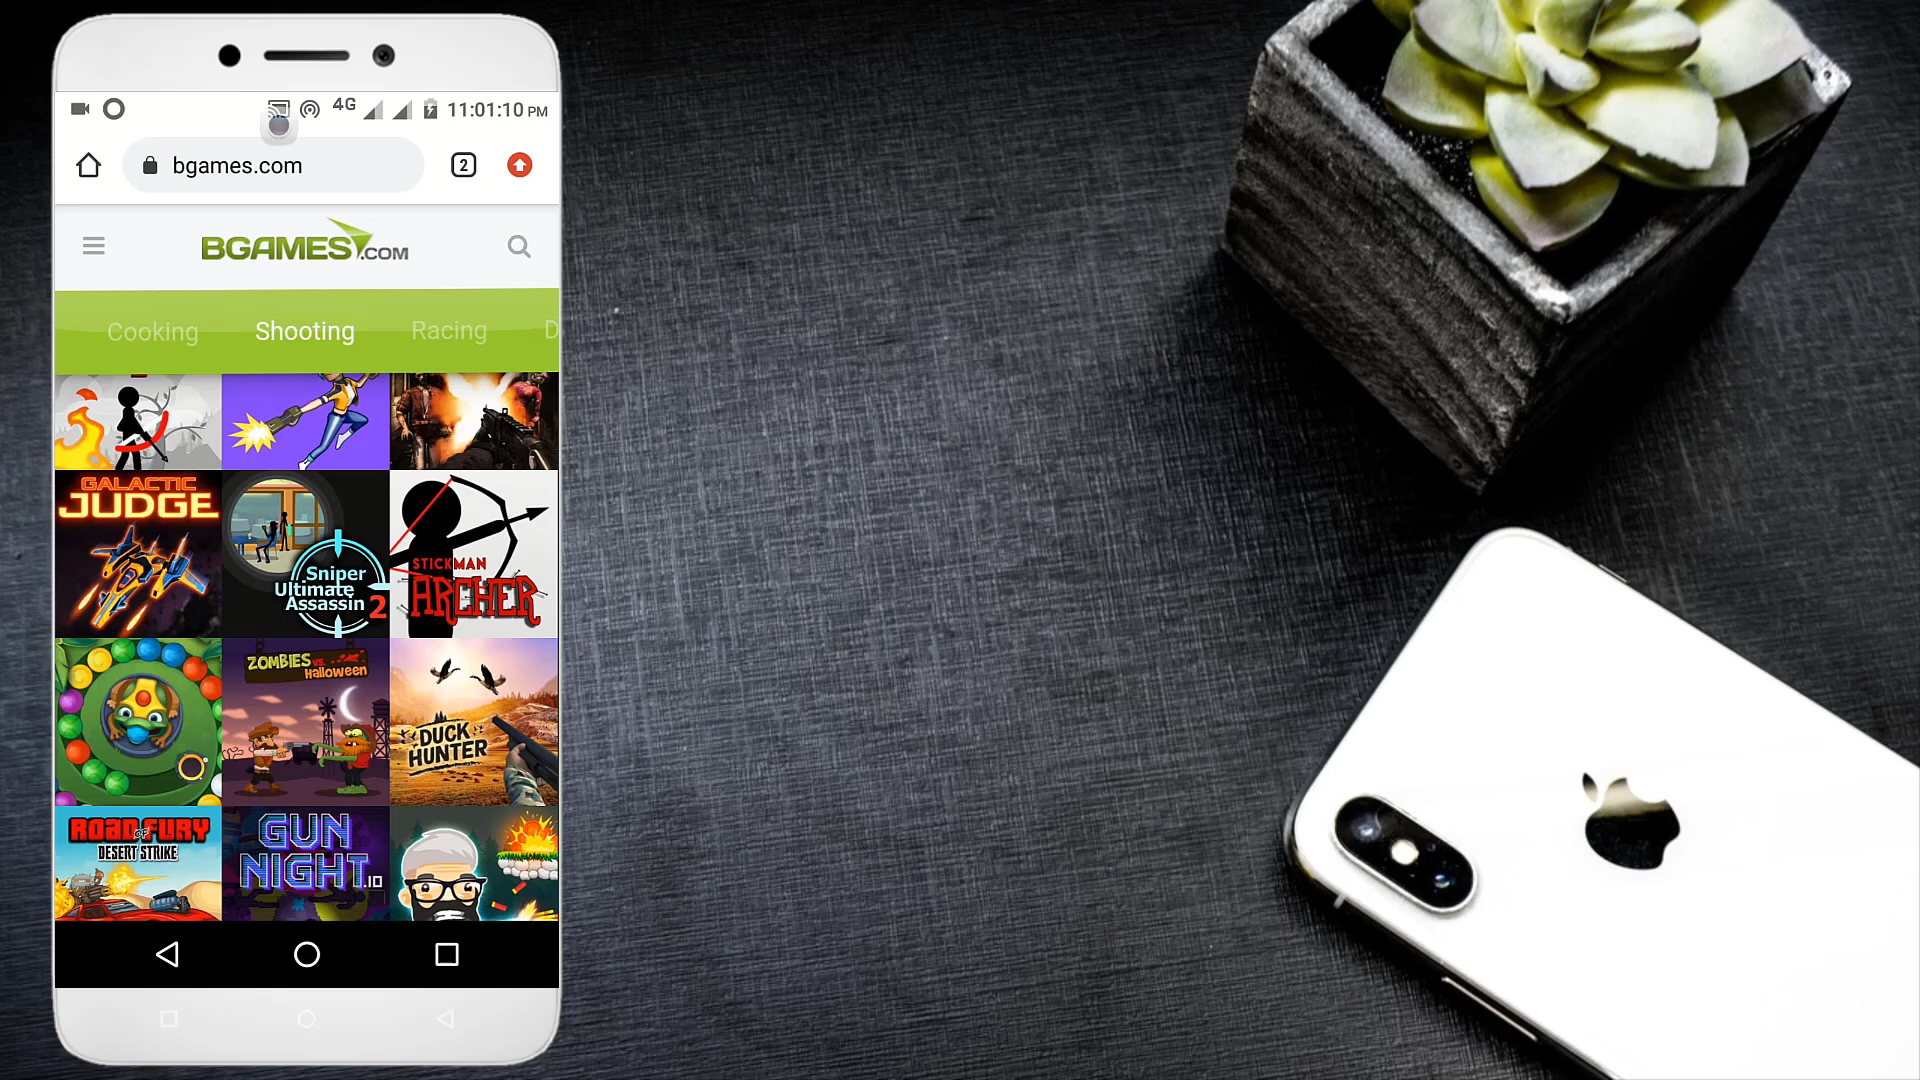 4G 11:01:10 PM
bgames.com 2
BGAMES.COM
Cooking Shooting Racing D
GALACTIC
JUDGE
Sniper
Ultimate
Assassin 2
STICKMAN
ARCHER
ZOMBIES vs.
Halloween
DUCK
HUNTER
ROAD OF FURY
DESERT STRIKE
GUN
NIGHT.IO